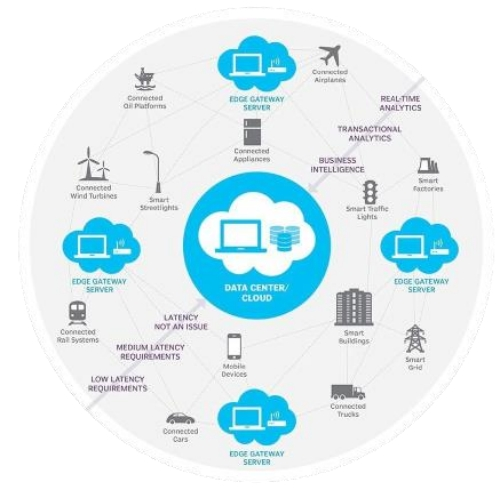 EDGE GATEWAY
SERVER
Connected
Airplanes
Connected
Oil Platforms
REAL-TIME
ANALYTICS
TRANSACTIONAL
ANALYTICS
Connected
Appliances
BUSINESS
INTELLIGENCE
Connected
Wind Turbines
Smart
Streetlights
Smart
Factories
Smart Traffic
Lights
EDGE GATEWAY
SERVER
DATA CENTER/
CLOUD
EDGE GATEWAY
SERVER
Connected
Rail Systems
LATENCY
NOT AN ISSUE
MEDIUM LATENCY
REQUIREMENTS
LOW LATENCY
REQUIREMENTS
Mobile
Devices
Smart
Buildings
Smart
Grid
Connected
Cars
Connected
Trucks
EDGE GATEWAY
SERVER